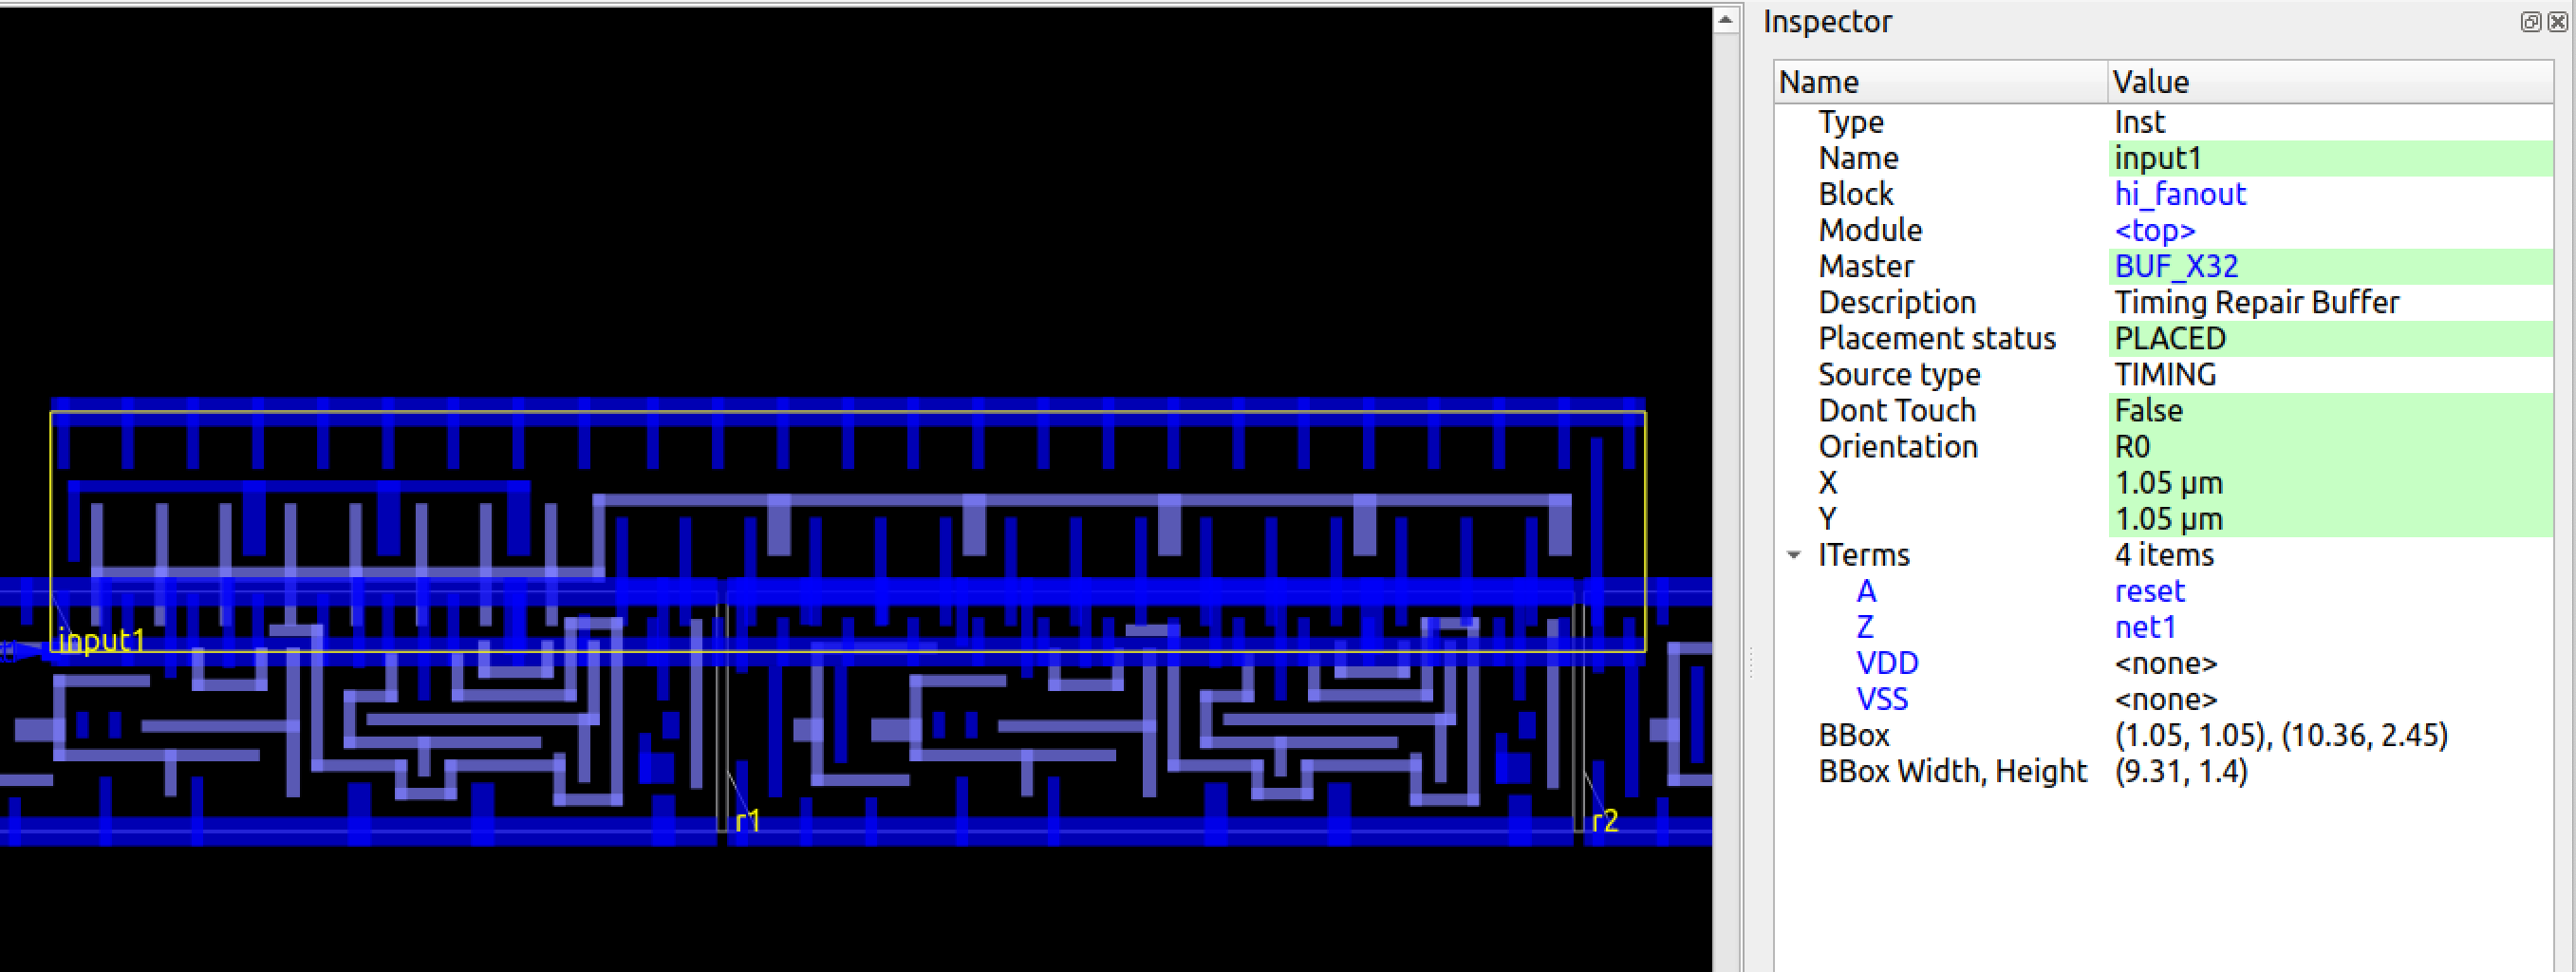 Inspector
Name Value
Type Inst
Name input1
Block hi_fanout
Module <top>
Master BUF_X32
Description Timing Repair Buffer
Placement status PLACED
Source type TIMING
Dont Touch False
Orientation R0
X 1.05 µm
Y 1.05 µm
ITerms 4 items
A reset
Z net1
VDD <none>
VSS <none>
BBox (1.05, 1.05), (10.36, 2.45)
BBox Width, Height (9.31, 1.4)
input1
r1
r2